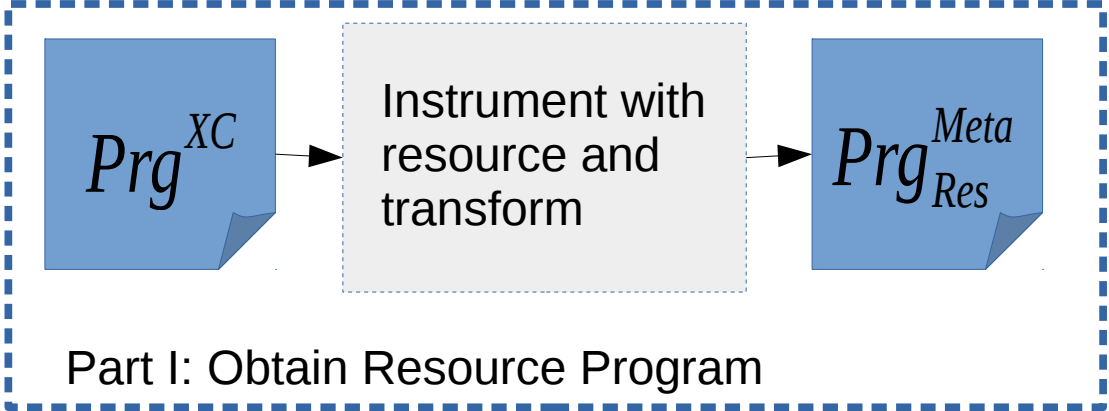 Prg^XC
Instrument with
resource and
transform
Prg^Meta_Res
Part I: Obtain Resource Program